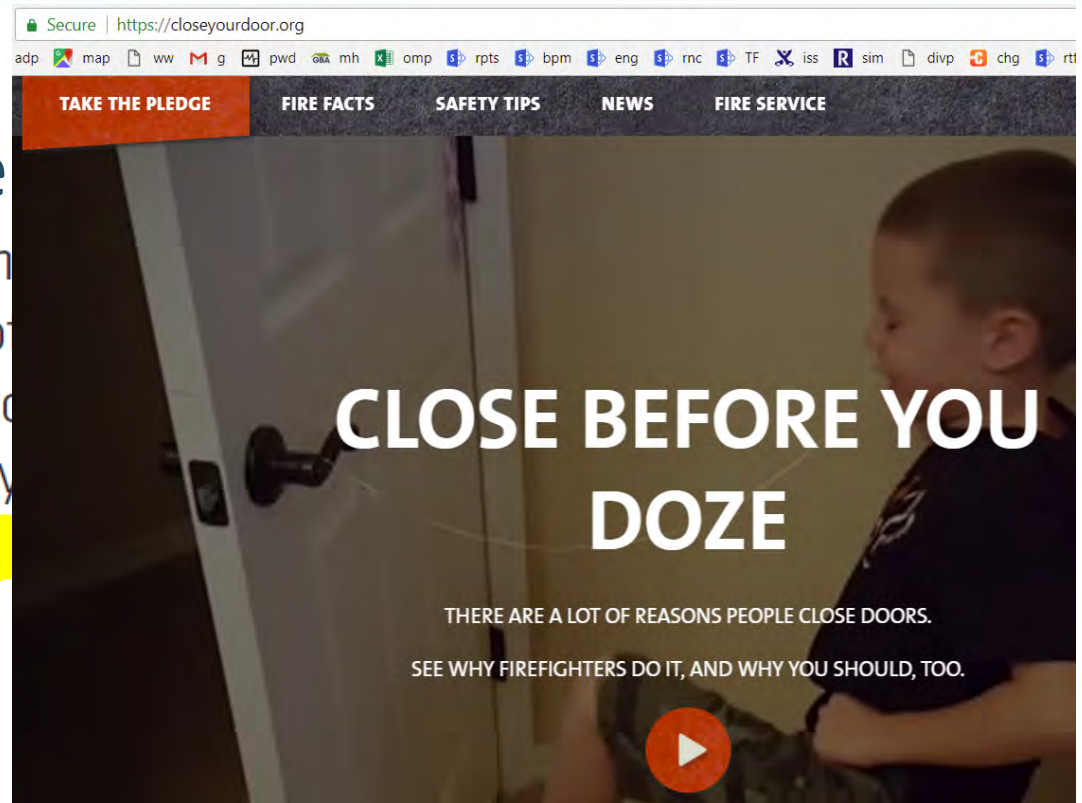 Secure | https://closeyourdoor.org
adp map ww g pwd mh omp rpts bpm eng rnc TF iss sim divp chg
TAKE THE PLEDGE FIRE FACTS SAFETY TIPS NEWS FIRE SERVICE
CLOSE BEFORE YOU
DOZE
THERE ARE A LOT OF REASONS PEOPLE CLOSE DOORS.
SEE WHY FIREFIGHTERS DO IT, AND WHY YOU SHOULD, TOO.